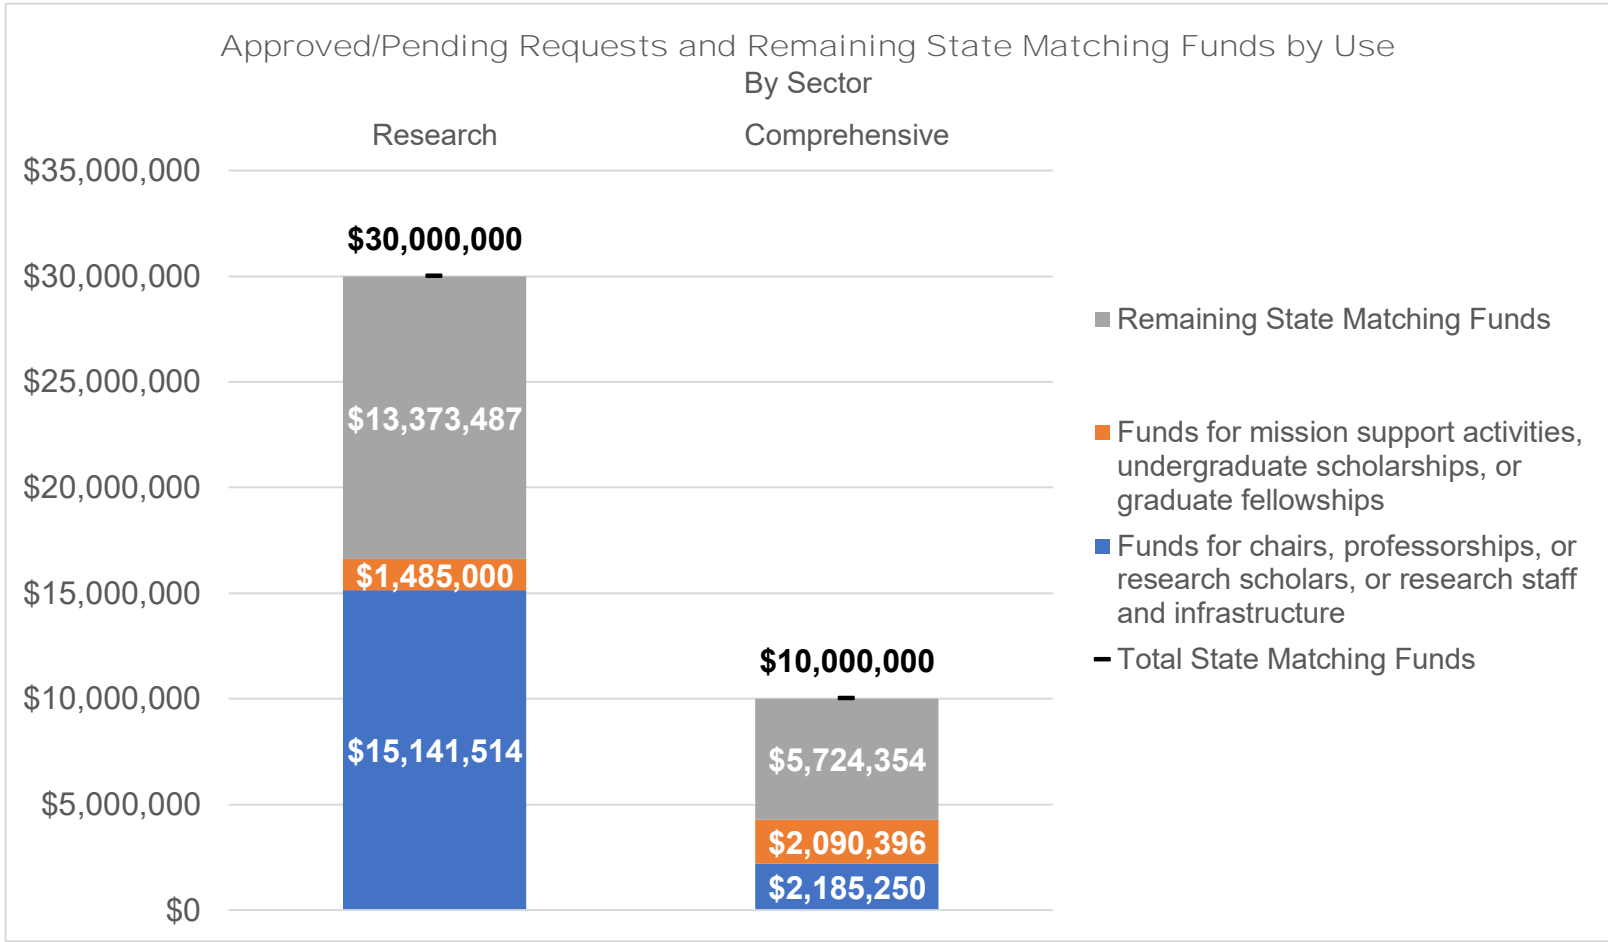 Approved/Pending Requests and Remaining State Matching Funds by Use
By Sector
Research
Comprehensive
$35,000,000
$30,000,000
$25,000,000
$20,000,000
$15,000,000
$10,000,000
$5,000,000
$0
$30,000,000
$13,373,487
$1,485,000
$15,141,514
$10,000,000
$5,724,354
$2,090,396
$2,185,250
Remaining State Matching Funds
Funds for mission support activities,
undergraduate scholarships, or
graduate fellowships
Funds for chairs, professorships, or
research scholars, or research staff
and infrastructure
Total State Matching Funds